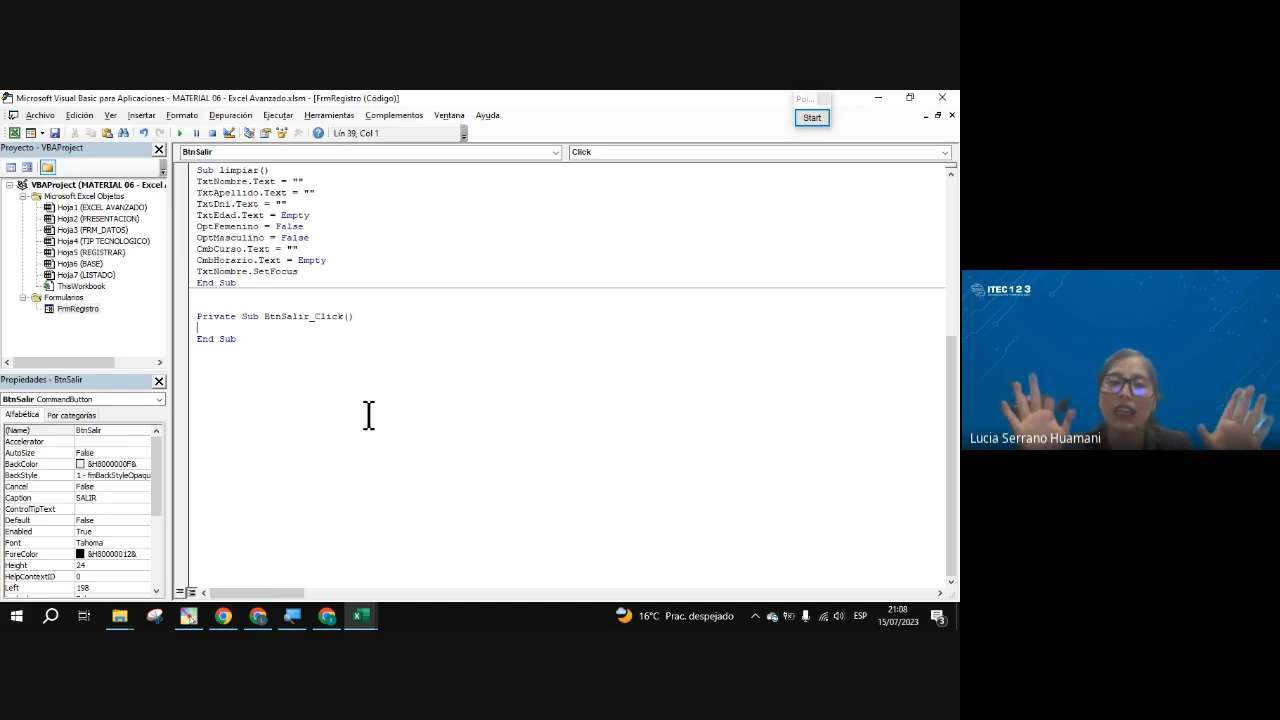 Microsoft Visual Basic para Aplicaciones - MATERIAL 06 - Excel Avanzado.xlsm - [FrmRegistro (Código)]
Archivo Edición Ver Insertar Formato Depuración Ejecutar Herramientas Complementos Ventana Ayuda
Start
Lín 39, Col 1
Proyecto - VBAProject
BtnSalir
Click
VBAProject (MATERIAL 06 - Excel
Microsoft Excel Objetos
Hoja1 (EXCEL AVANZADO)
Hoja2 (PRESENTACION)
Hoja3 (FRM_DATOS)
Hoja4 (TIP TECNOLOGICO)
Hoja5 (REGISTRAR)
Hoja6 (BASE)
Hoja7 (LISTADO)
ThisWorkbook
Formularios
FrmRegistro
Sub limpiar()
TxtNombre.Text = ""
TxtApellido.Text = ""
TxtDni.Text = ""
TxtEdad.Text = Empty
OptFemenino = False
OptMasculino = False
CmbCurso.Text = ""
CmbHorario.Text = Empty
TxtNombre.SetFocus
End Sub
Private Sub BtnSalir_Click()
End Sub
Propiedades - BtnSalir
BtnSalir CommandButton
Alfabética Por categorías
(Name) BtnSalir
Accelerator
AutoSize False
BackColor &H8000000F&
BackStyle 1 - fmBackStyleOpaqu
Cancel False
Caption SALIR
ControlTipText
Default False
Enabled True
Font Tahoma
ForeColor &H80000012&
Height 24
HelpContextID 0
Left 198
16°C Prac. despejado
ESP
21:08
15/07/2023
3
ITEC 1 2 3
Lucia Serrano Huamani